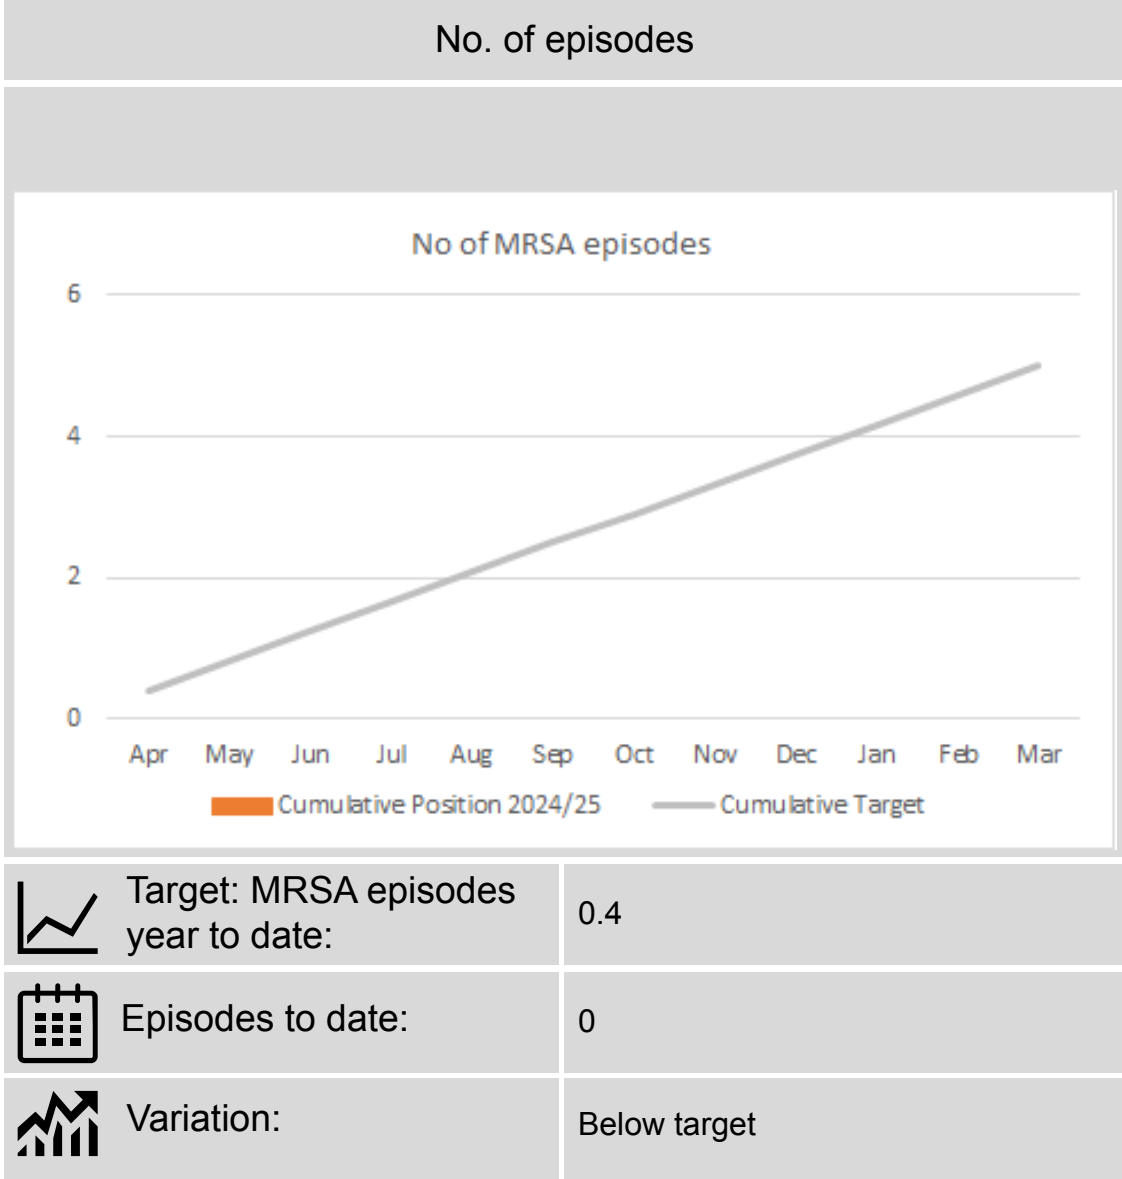 No. of episodes
No of MRSA episodes
6
4
2
0
Apr May Jun Jul Aug Sep Oct Nov Dec Jan Feb Mar
Cumulative Position 2024/25 Cumulative Target
Target: MRSA episodes
year to date:
0.4
Episodes to date:
0
Variation:
Below target